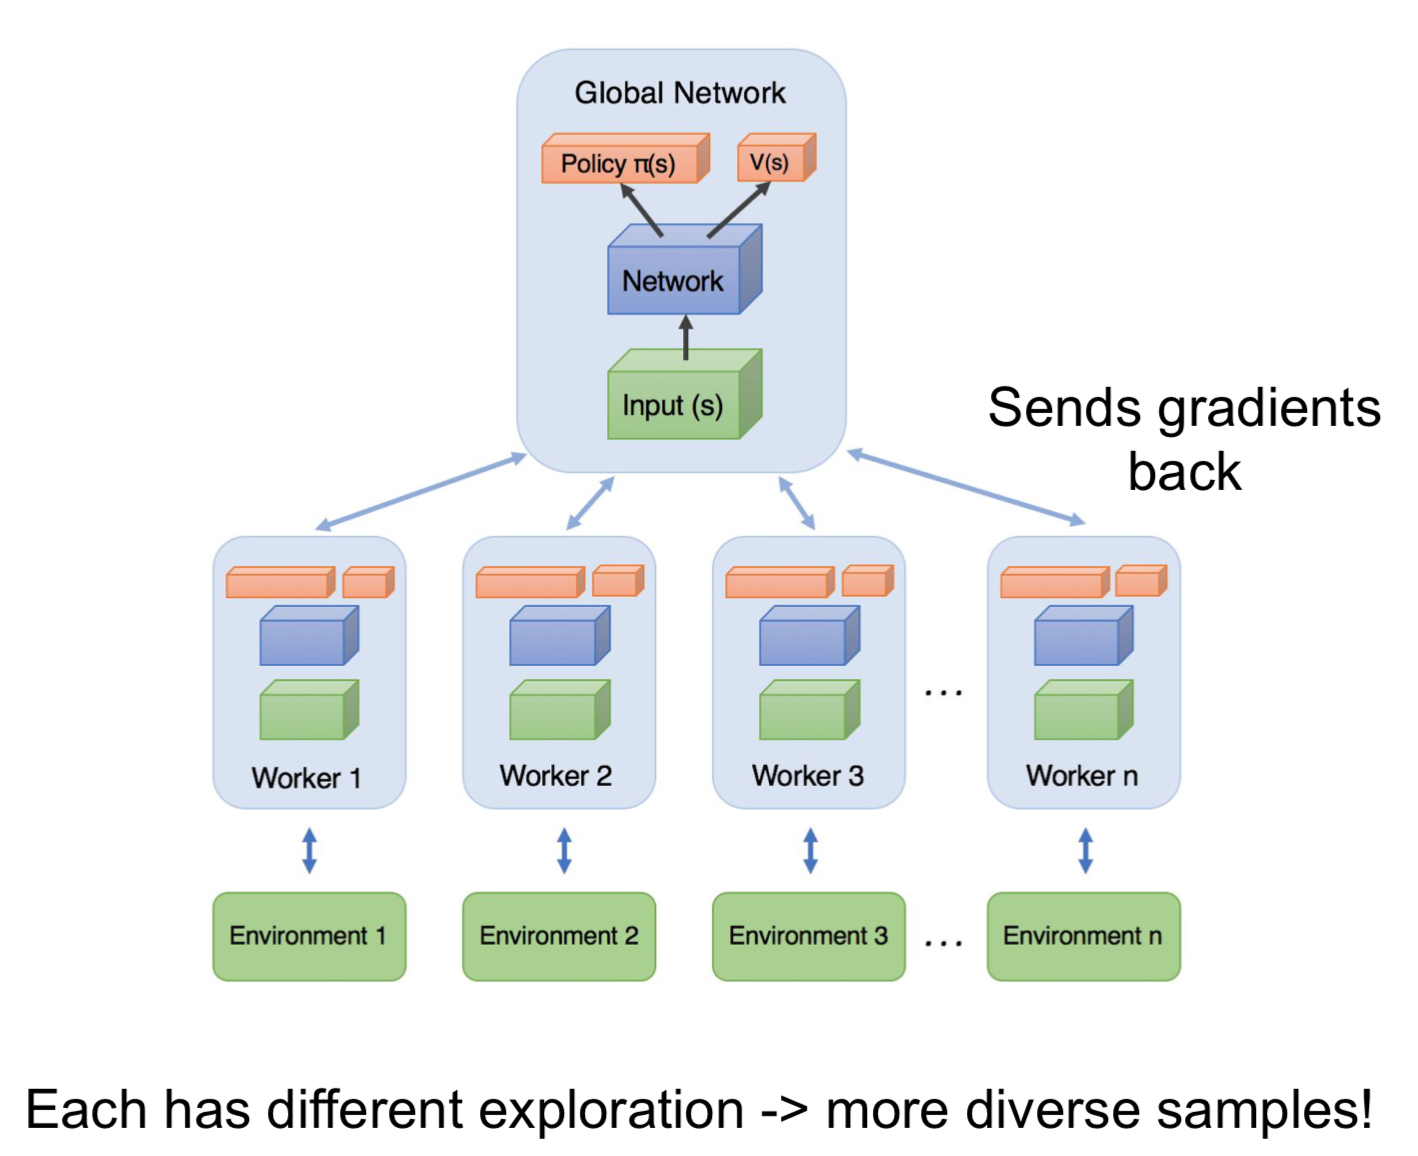 Global Network
Policy π(s)
V(s)
Network
Input (s)
Sends gradients
back
Worker 1
Worker 2
Worker 3
...
Worker n
Environment 1
Environment 2
Environment 3
...
Environment n
Each has different exploration -> more diverse samples!